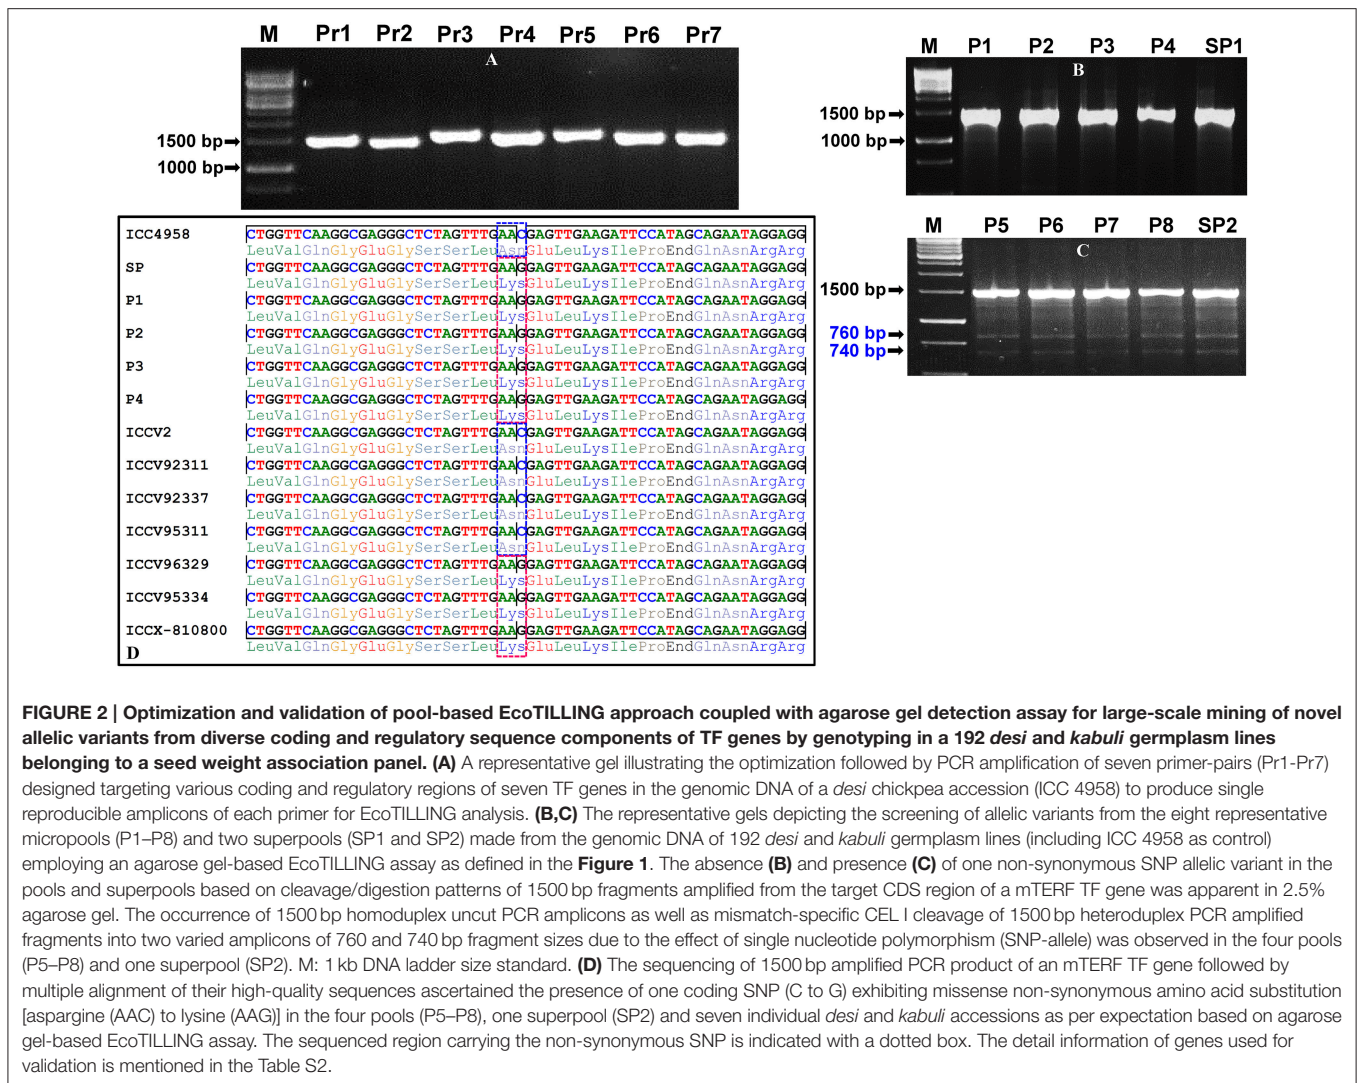 M Pr1 Pr2 Pr3 Pr4 Pr5 Pr6 Pr7
A
1500 bp
1000 bp
M P1 P2 P3 P4 SP1
B
1500 bp
1000 bp
M P5 P6 P7 P8 SP2
C
1500 bp
760 bp
740 bp
ICC4958 CTGGTTCAAGGCGAGGGCTCTAGTTTGAACGAGTTGAAGATTCCATAGCAGAATAGGAGG
LeuValGlnGlyGluGlySerSerLeuAsnGluLeuLysIleProEndGlnAsnArgArg
SP CTGGTTCAAGGCGAGGGCTCTAGTTTGAAGGAGTTGAAGATTCCATAGCAGAATAGGAGG
LeuValGlnGlyGluGlySerSerLeuLysGluLeuLysIleProEndGlnAsnArgArg
P1 CTGGTTCAAGGCGAGGGCTCTAGTTTGAAGGAGTTGAAGATTCCATAGCAGAATAGGAGG
LeuValGlnGlyGluGlySerSerLeuLysGluLeuLysIleProEndGlnAsnArgArg
P2 CTGGTTCAAGGCGAGGGCTCTAGTTTGAAGGAGTTGAAGATTCCATAGCAGAATAGGAGG
LeuValGlnGlyGluGlySerSerLeuLysGluLeuLysIleProEndGlnAsnArgArg
P3 CTGGTTCAAGGCGAGGGCTCTAGTTTGAAGGAGTTGAAGATTCCATAGCAGAATAGGAGG
LeuValGlnGlyGluGlySerSerLeuLysGluLeuLysIleProEndGlnAsnArgArg
P4 CTGGTTCAAGGCGAGGGCTCTAGTTTGAAGGAGTTGAAGATTCCATAGCAGAATAGGAGG
LeuValGlnGlyGluGlySerSerLeuLysGluLeuLysIleProEndGlnAsnArgArg
ICCV2 CTGGTTCAAGGCGAGGGCTCTAGTTTGAACGAGTTGAAGATTCCATAGCAGAATAGGAGG
LeuValGlnGlyGluGlySerSerLeuAsnGluLeuLysIleProEndGlnAsnArgArg
ICCV92311 CTGGTTCAAGGCGAGGGCTCTAGTTTGAACGAGTTGAAGATTCCATAGCAGAATAGGAGG
LeuValGlnGlyGluGlySerSerLeuAsnGluLeuLysIleProEndGlnAsnArgArg
ICCV92337 CTGGTTCAAGGCGAGGGCTCTAGTTTGAACGAGTTGAAGATTCCATAGCAGAATAGGAGG
LeuValGlnGlyGluGlySerSerLeuAsnGluLeuLysIleProEndGlnAsnArgArg
ICCV95311 CTGGTTCAAGGCGAGGGCTCTAGTTTGAACGAGTTGAAGATTCCATAGCAGAATAGGAGG
LeuValGlnGlyGluGlySerSerLeuAsnGluLeuLysIleProEndGlnAsnArgArg
ICCV96329 CTGGTTCAAGGCGAGGGCTCTAGTTTGAAGGAGTTGAAGATTCCATAGCAGAATAGGAGG
LeuValGlnGlyGluGlySerSerLeuLysGluLeuLysIleProEndGlnAsnArgArg
ICCV95334 CTGGTTCAAGGCGAGGGCTCTAGTTTGAAGGAGTTGAAGATTCCATAGCAGAATAGGAGG
LeuValGlnGlyGluGlySerSerLeuLysGluLeuLysIleProEndGlnAsnArgArg
ICCX-810800 CTGGTTCAAGGCGAGGGCTCTAGTTTGAAGGAGTTGAAGATTCCATAGCAGAATAGGAGG
LeuValGlnGlyGluGlySerSerLeuLysGluLeuLysIleProEndGlnAsnArgArg
D
FIGURE 2 | Optimization and validation of pool-based EcoTILLING approach coupled with agarose gel detection assay for large-scale mining of novel
allelic variants from diverse coding and regulatory sequence components of TF genes by genotyping in a 192 desi and kabuli germplasm lines
belonging to a seed weight association panel. (A) A representative gel illustrating the optimization followed by PCR amplification of seven primer-pairs (Pr1-Pr7)
designed targeting various coding and regulatory regions of seven TF genes in the genomic DNA of a desi chickpea accession (ICC 4958) to produce single
reproducible amplicons of each primer for EcoTILLING analysis. (B,C) The representative gels depicting the screening of allelic variants from the eight representative
micropools (P1–P8) and two superpools (SP1 and SP2) made from the genomic DNA of 192 desi and kabuli germplasm lines (including ICC 4958 as control)
employing an agarose gel-based EcoTILLING assay as defined in the Figure 1. The absence (B) and presence (C) of one non-synonymous SNP allelic variant in the
pools and superpools based on cleavage/digestion patterns of 1500 bp fragments amplified from the target CDS region of a mTERF TF gene was apparent in 2.5%
agarose gel. The occurrence of 1500 bp homoduplex uncut PCR amplicons as well as mismatch-specific CEL I cleavage of 1500 bp heteroduplex PCR amplified
fragments into two varied amplicons of 760 and 740 bp fragment sizes due to the effect of single nucleotide polymorphism (SNP-allele) was observed in the four pools
(P5–P8) and one superpool (SP2). M: 1 kb DNA ladder size standard. (D) The sequencing of 1500 bp amplified PCR product of an mTERF TF gene followed by
multiple alignment of their high-quality sequences ascertained the presence of one coding SNP (C to G) exhibiting missense non-synonymous amino acid substitution
[aspargine (AAC) to lysine (AAG)] in the four pools (P5–P8), one superpool (SP2) and seven individual desi and kabuli accessions as per expectation based on agarose
gel-based EcoTILLING assay. The sequenced region carrying the non-synonymous SNP is indicated with a dotted box. The detail information of genes used for
validation is mentioned in the Table S2.